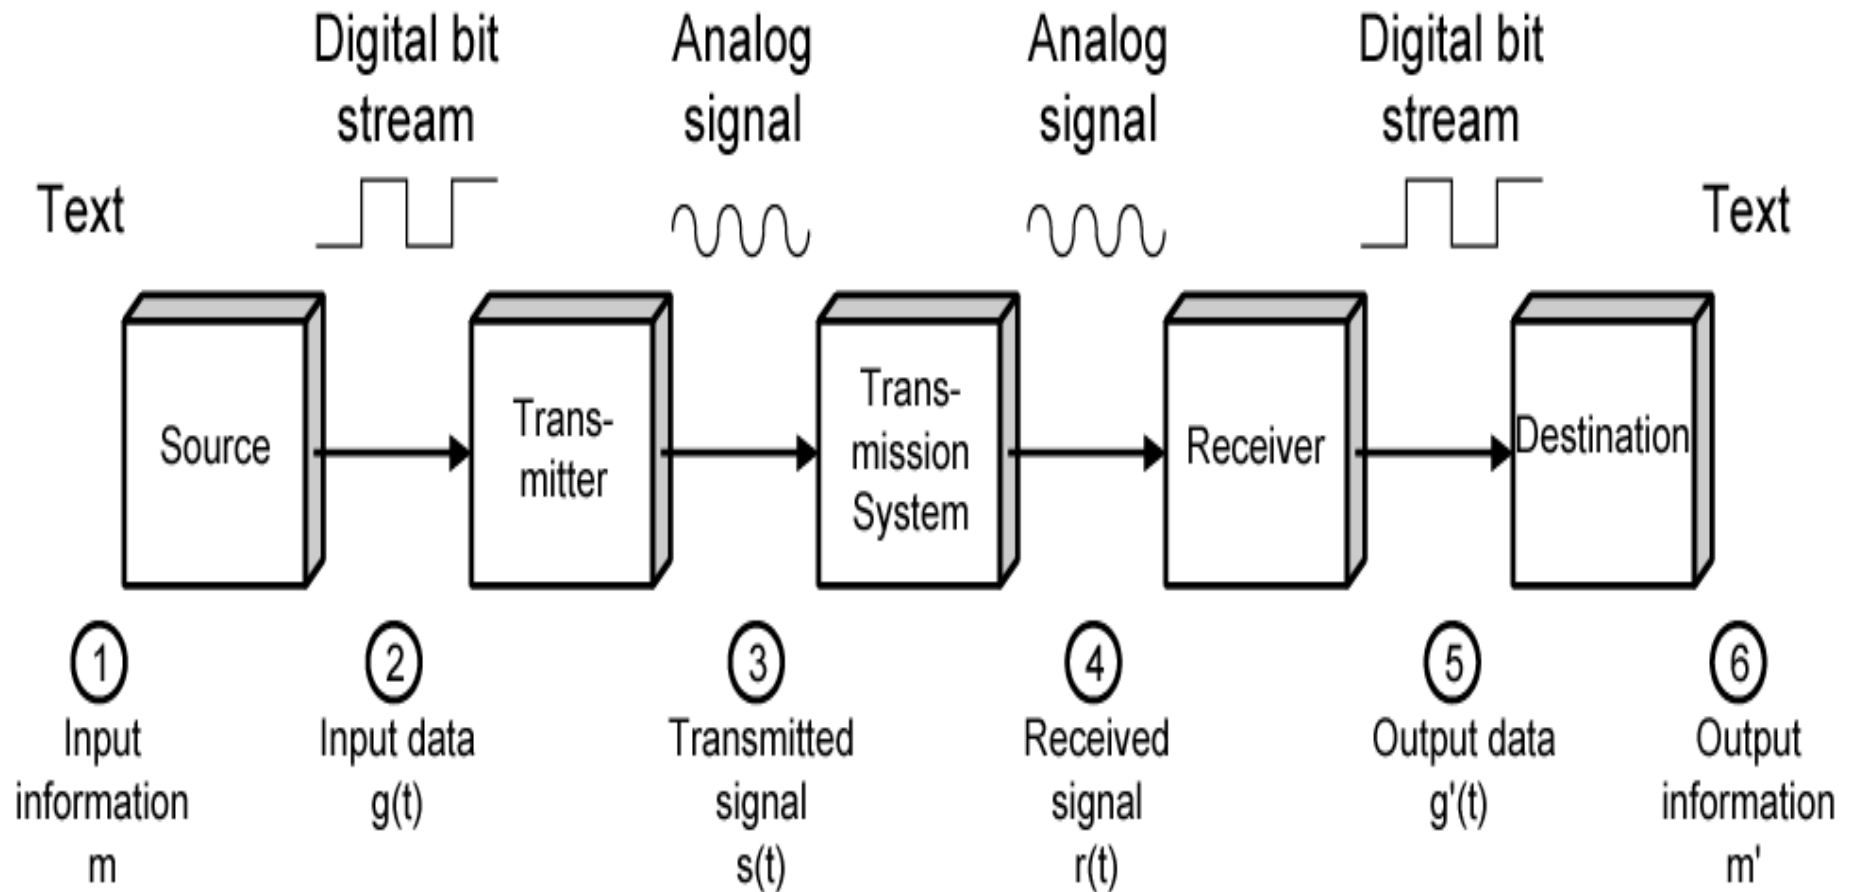 Text
Digital bit
stream
Analog
signal
Analog
signal
Digital bit
stream
Text
Source
Trans-
mitter
Trans-
mission
System
Receiver
Destination
1
Input
information
m
2
Input data
g(t)
3
Transmitted
signal
s(t)
4
Received
signal
r(t)
5
Output data
g'(t)
6
Output
information
m'